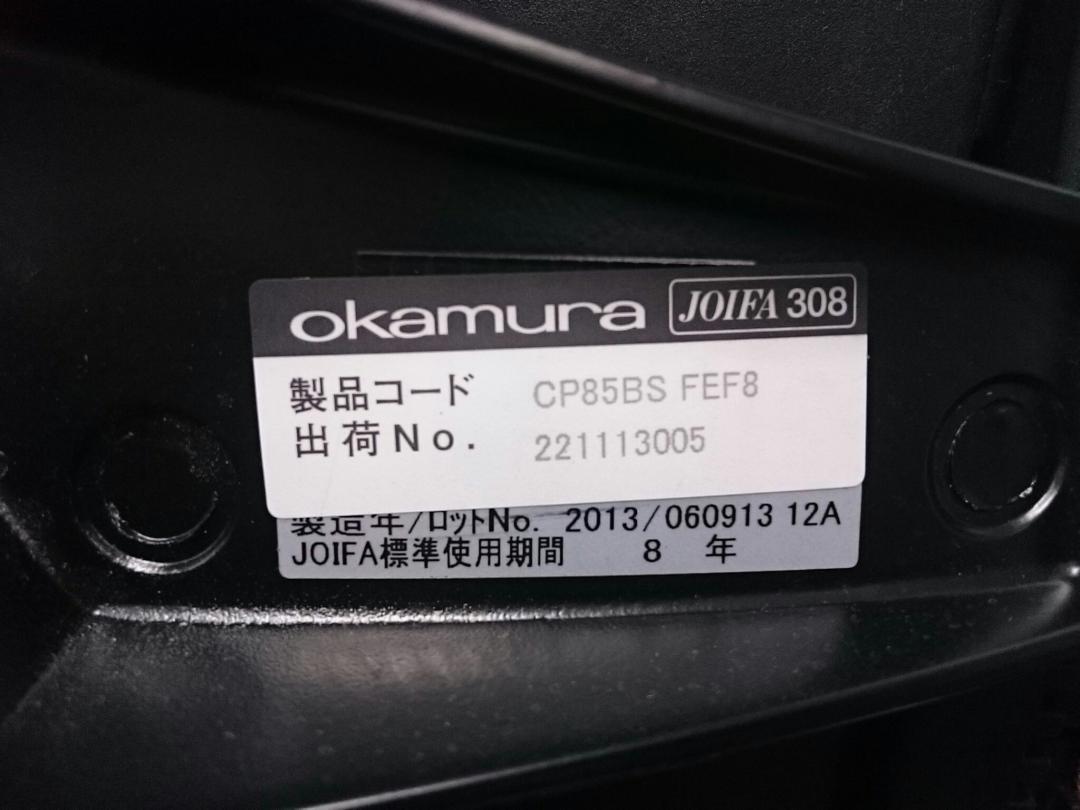 okamura JOIFA 308
製品コード CP85BS FEF8
出荷No. 221113005
製造年/ロットNo. 2013/060913 12A
JOIFA標準使用期間 8 年